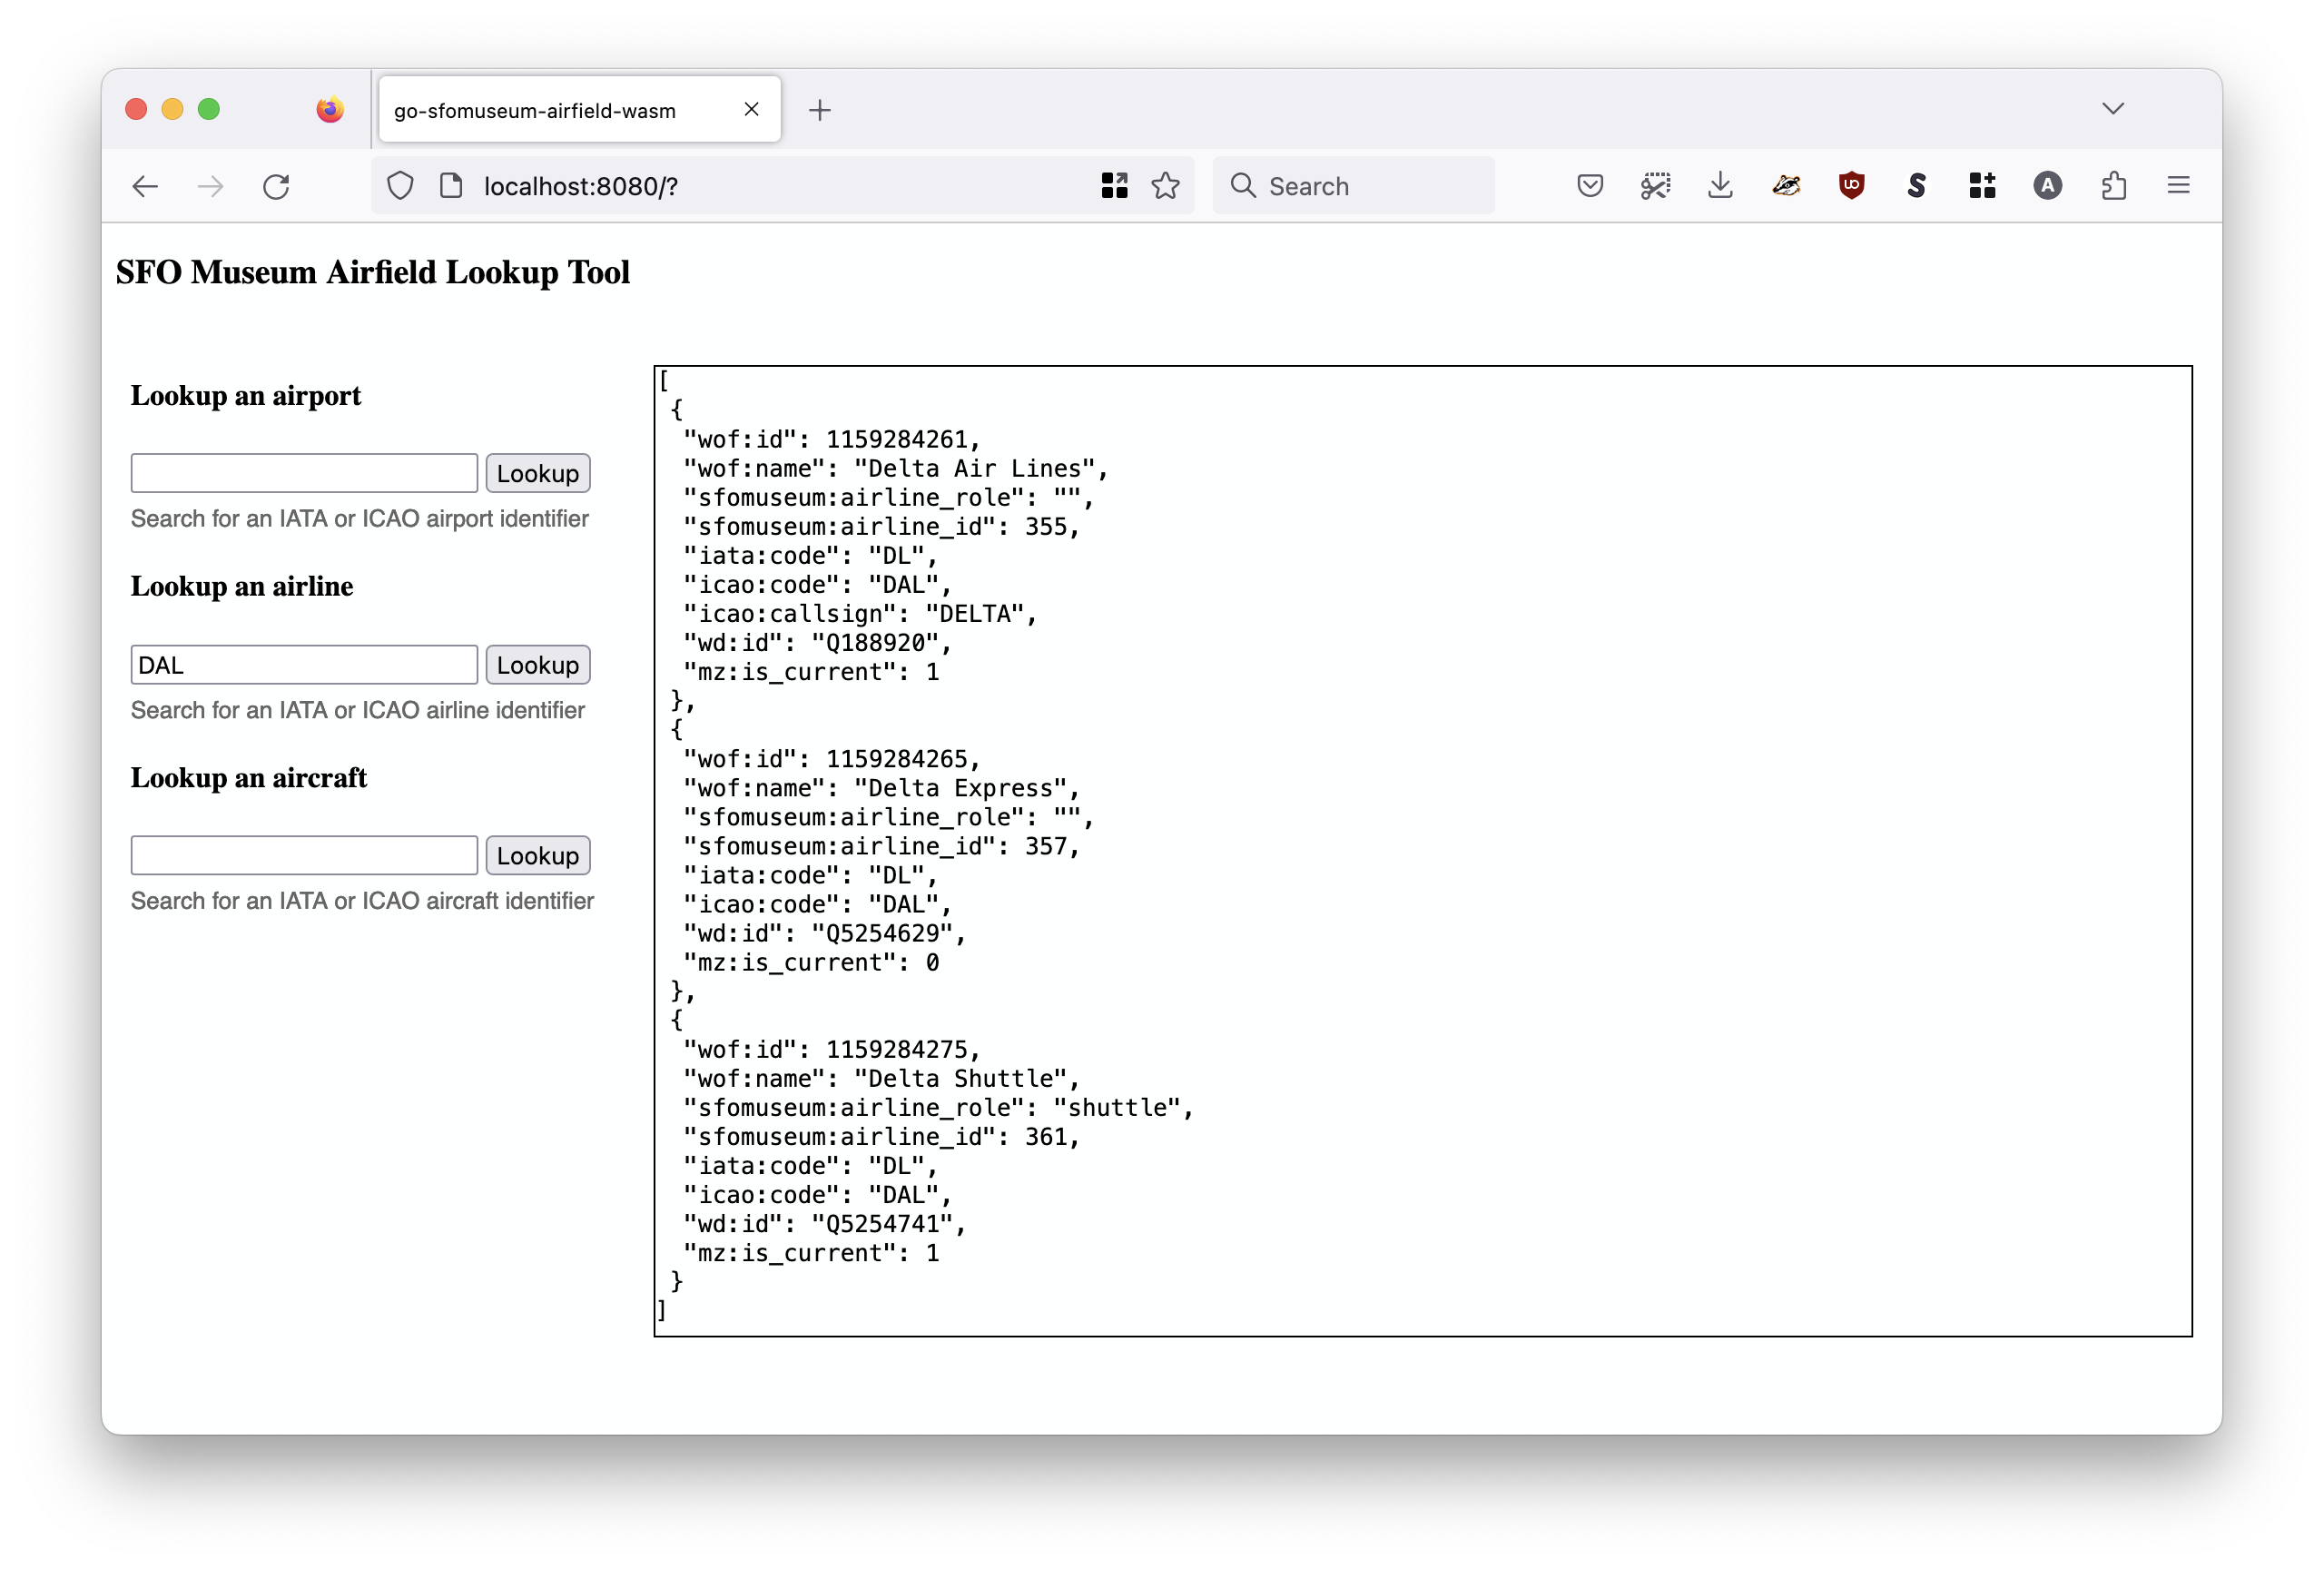 go-sfomuseum-airfield-wasm
localhost:8080/?
Search
SFO Museum Airfield Lookup Tool
Lookup an airport
Lookup
Search for an IATA or ICAO airport identifier
Lookup an airline
DAL Lookup
Search for an IATA or ICAO airline identifier
Lookup an aircraft
Lookup
Search for an IATA or ICAO aircraft identifier
[
{
"wof:id": 1159284261,
"wof:name": "Delta Air Lines",
"sfomuseum:airline_role": "",
"sfomuseum:airline_id": 355,
"iata:code": "DL",
"icao:code": "DAL",
"icao:callsign": "DELTA",
"wd:id": "Q188920",
"mz:is_current": 1
},
{
"wof:id": 1159284265,
"wof:name": "Delta Express",
"sfomuseum:airline_role": "",
"sfomuseum:airline_id": 357,
"iata:code": "DL",
"icao:code": "DAL",
"wd:id": "Q5254629",
"mz:is_current": 0
},
{
"wof:id": 1159284275,
"wof:name": "Delta Shuttle",
"sfomuseum:airline_role": "shuttle",
"sfomuseum:airline_id": 361,
"iata:code": "DL",
"icao:code": "DAL",
"wd:id": "Q5254741",
"mz:is_current": 1
}
]